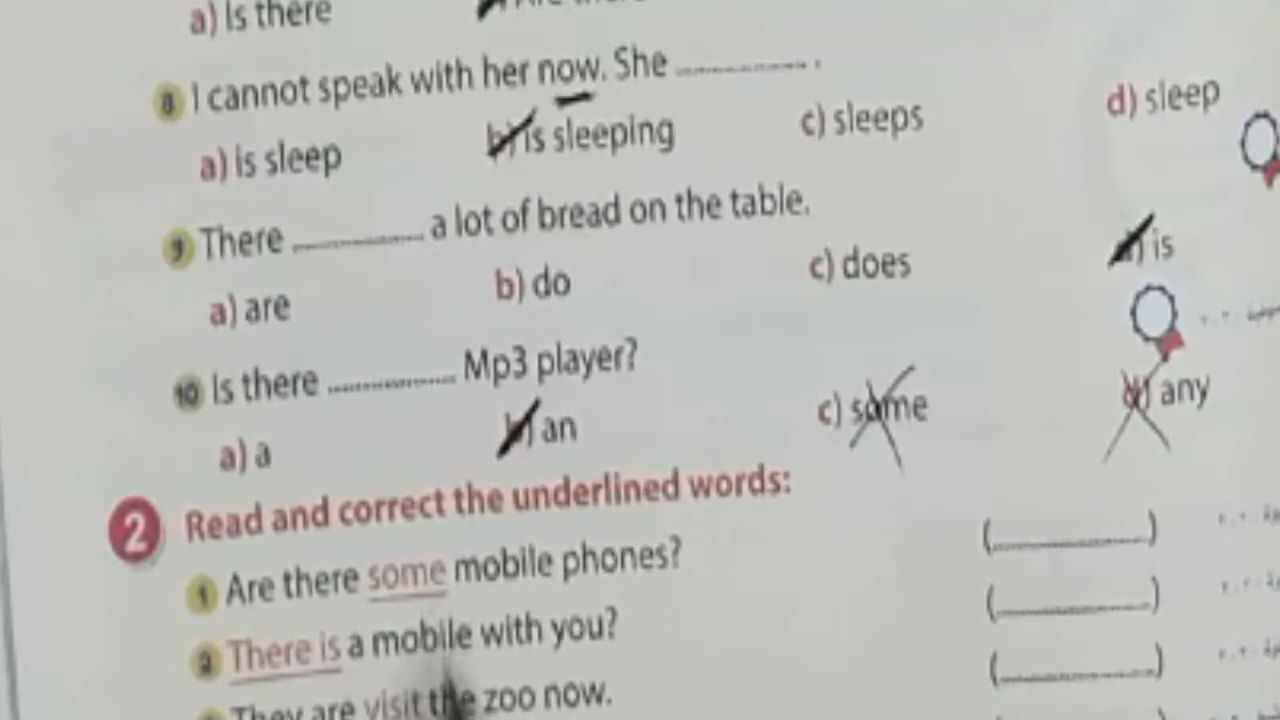 a) Is there
8 I cannot speak with her now. She ............... .
a) is sleep b) is sleeping c) sleeps d) sleep
9 There ............... a lot of bread on the table.
a) are b) do c) does d) is
10 Is there ............... Mp3 player?
a) a b) an c) some d) any
2 Read and correct the underlined words:
1 Are there some mobile phones? (...............)
2 There is a mobile with you? (...............)
They are visit the zoo now. (...............)